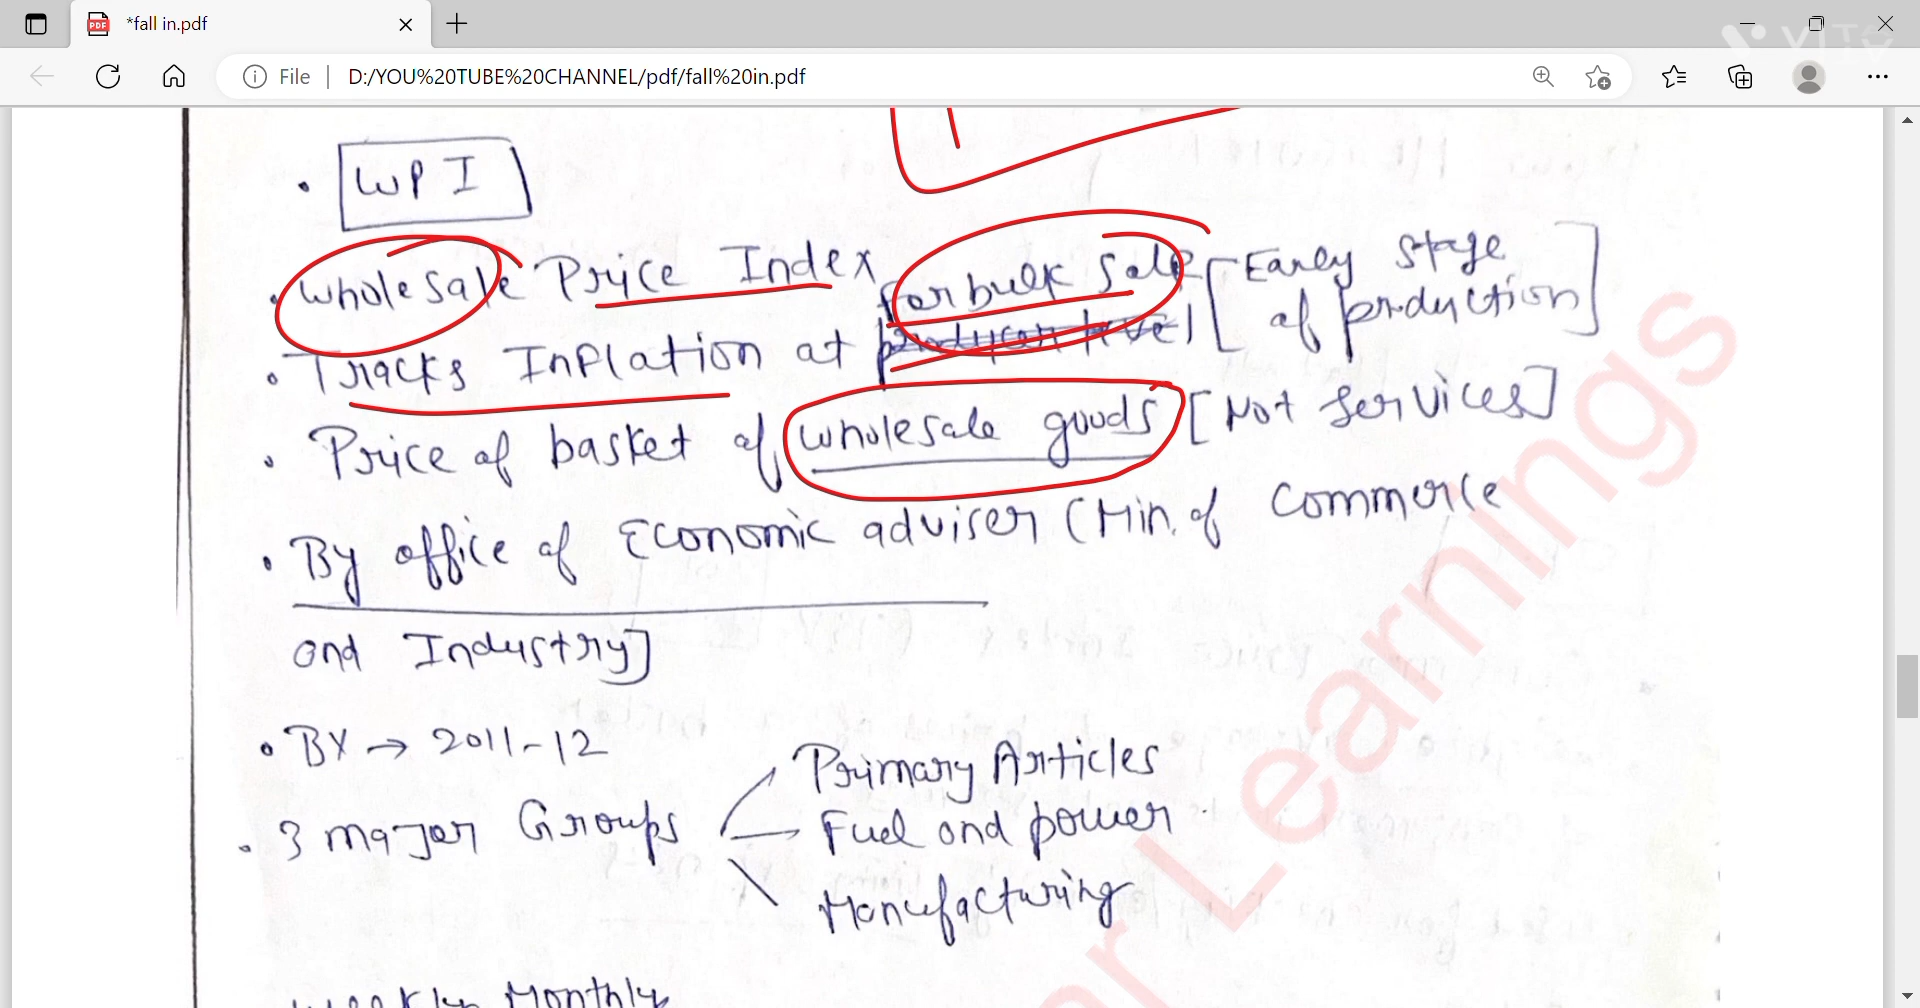 *fall in.pdf
File
D:/YOU%20TUBE%20CHANNEL/pdf/fall%20in.pdf
VITA
• WPI
• Wholesale Price Index
for bulk sale [Early stage
• Tracks Inflation at producer level of production]
• Price of basket of wholesale goods [Not services]
• By office of Economic adviser (Min. of Commerce
and Industry]
• BY → 2011-12
• 3 major Groups
Primary Articles
Fuel and power
Manufacturing
Weekly Monthly
Learnings